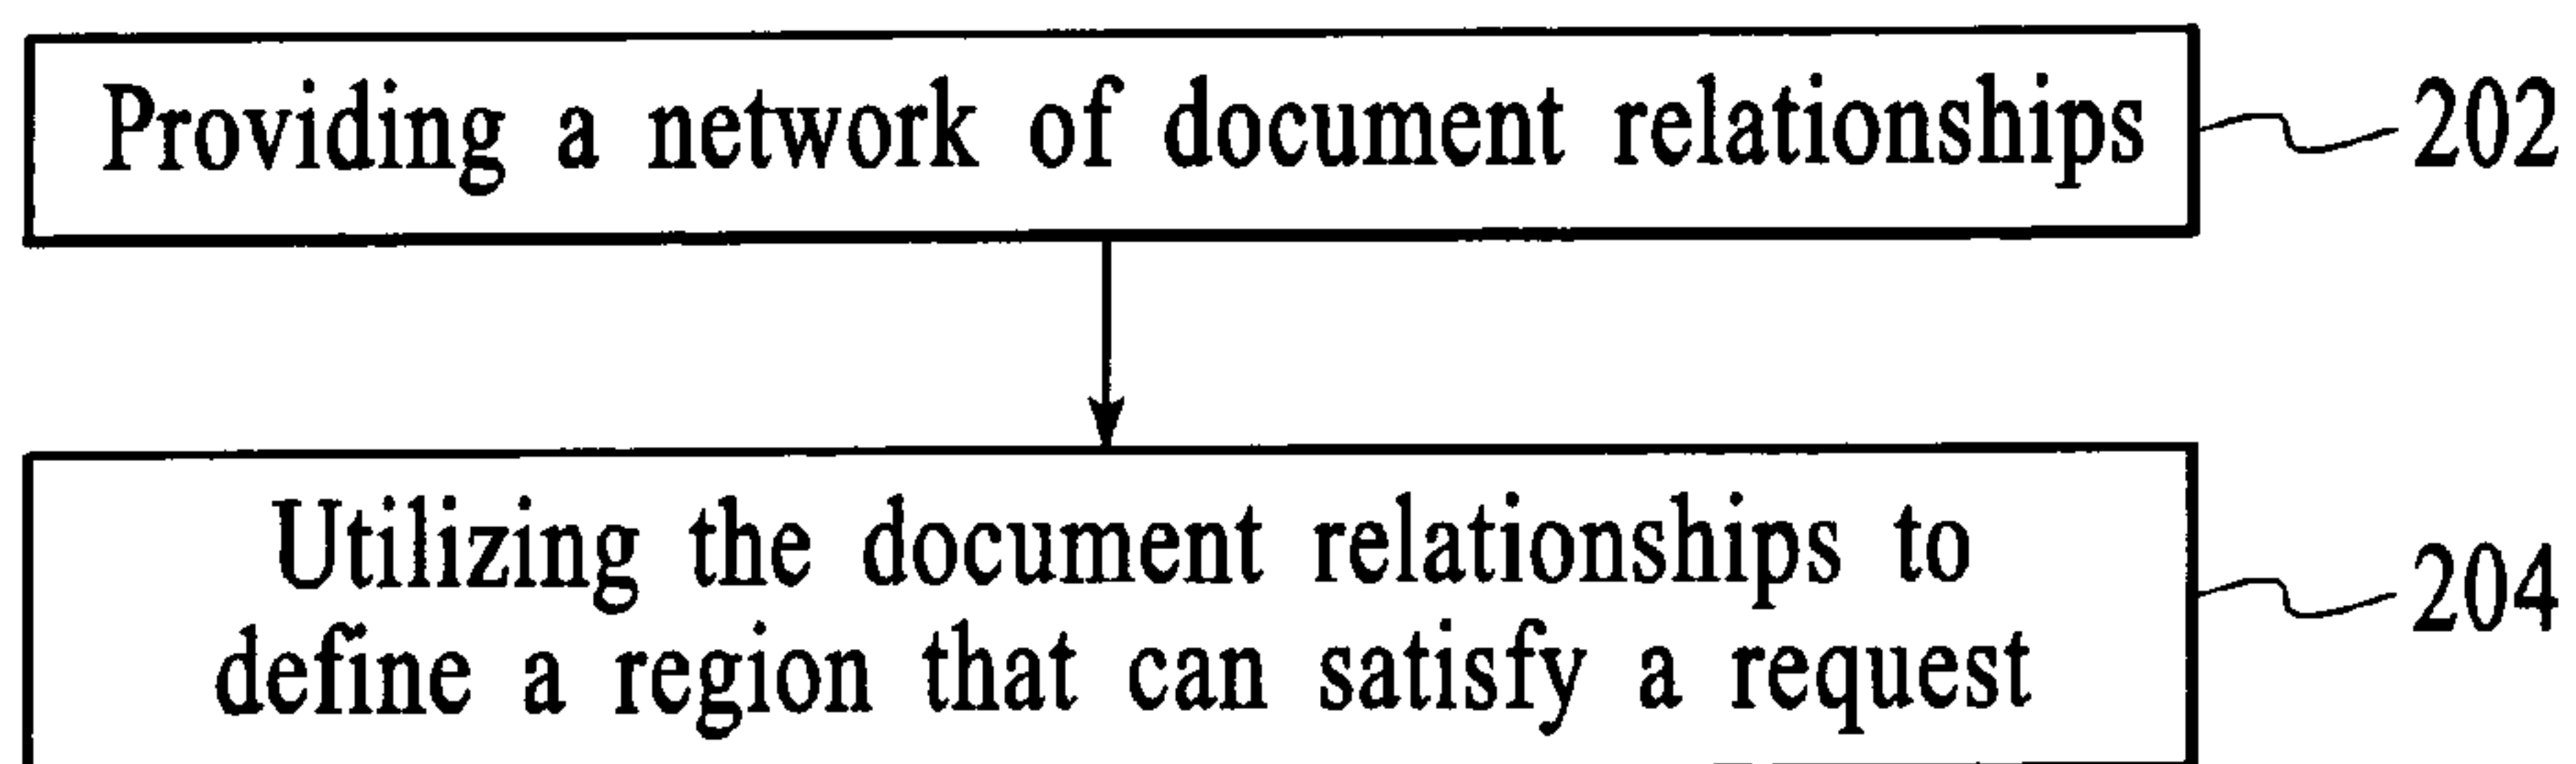 Providing a network of document relationships
202
Utilizing the document relationships to
define a region that can satisfy a request
204